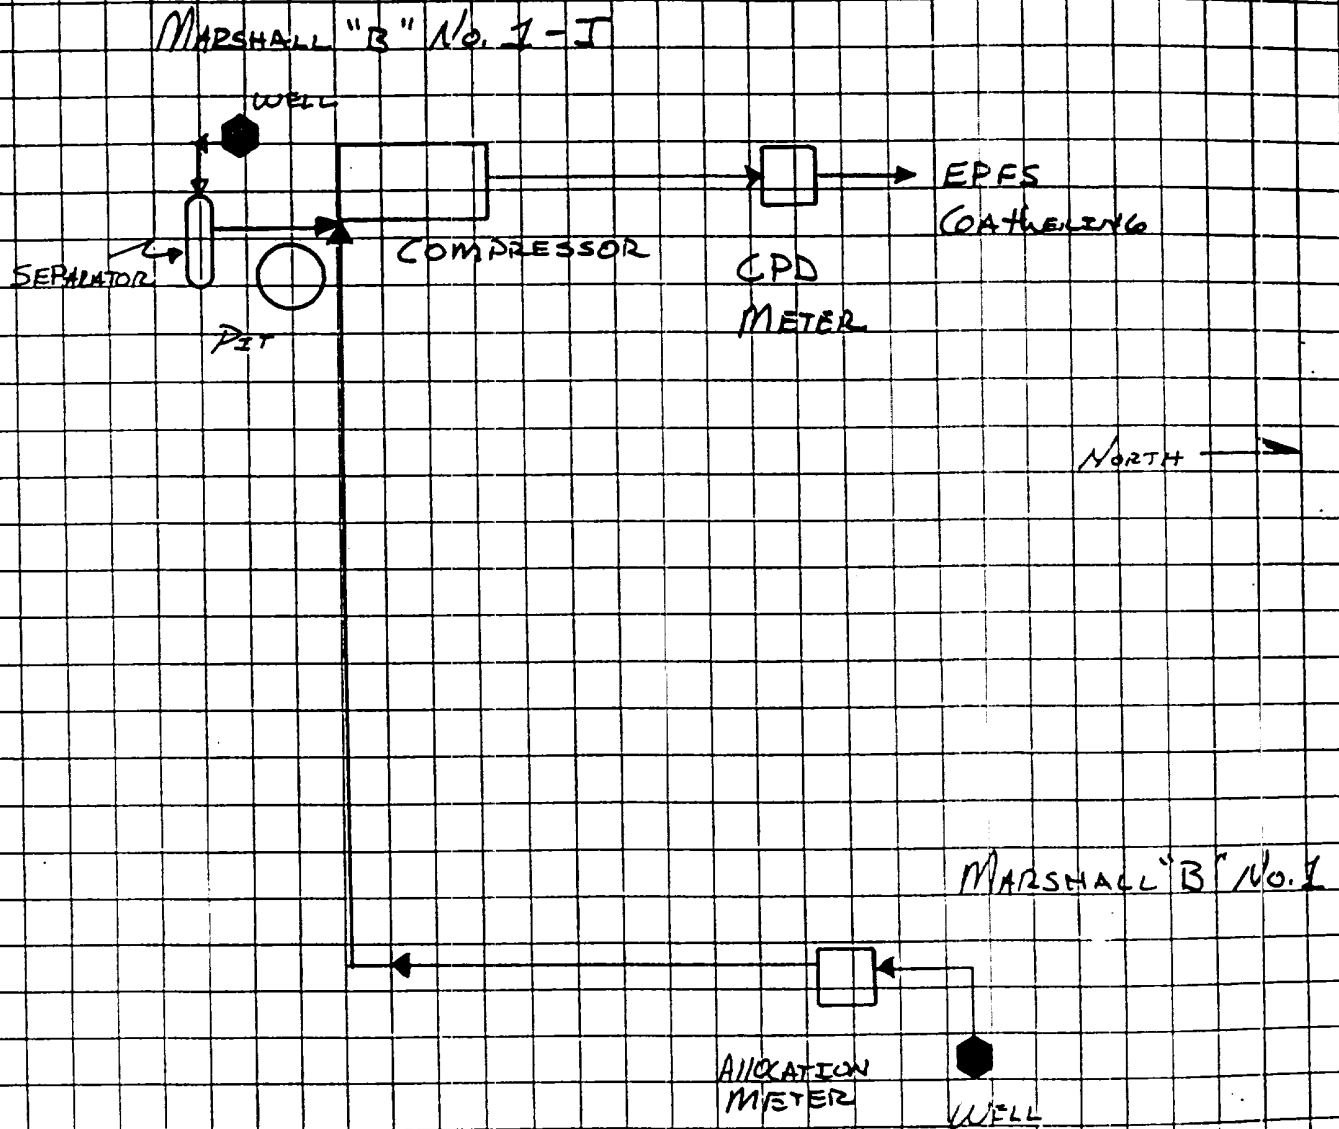 MARSHALL "B" No. 1-I
WELL
EPFS
GATHERING
COMPRESSOR
SEPARATOR
CPD
METER
PIT
NORTH
MARSHALL "B" No. 1
ALLOCATION
METER
WELL